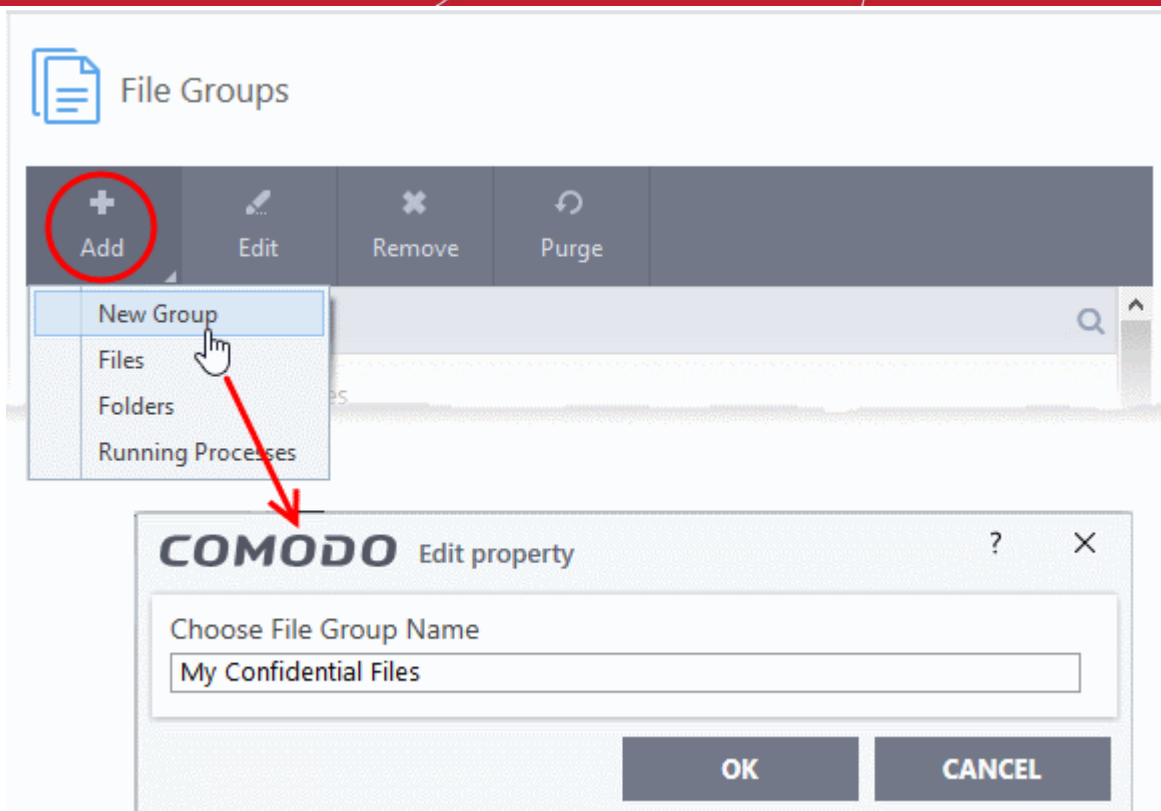 File Groups
Add Edit Remove Purge
New Group
Files
Folders
Running Processes
COMODO Edit property ?
Choose File Group Name
My Confidential Files
OK CANCEL